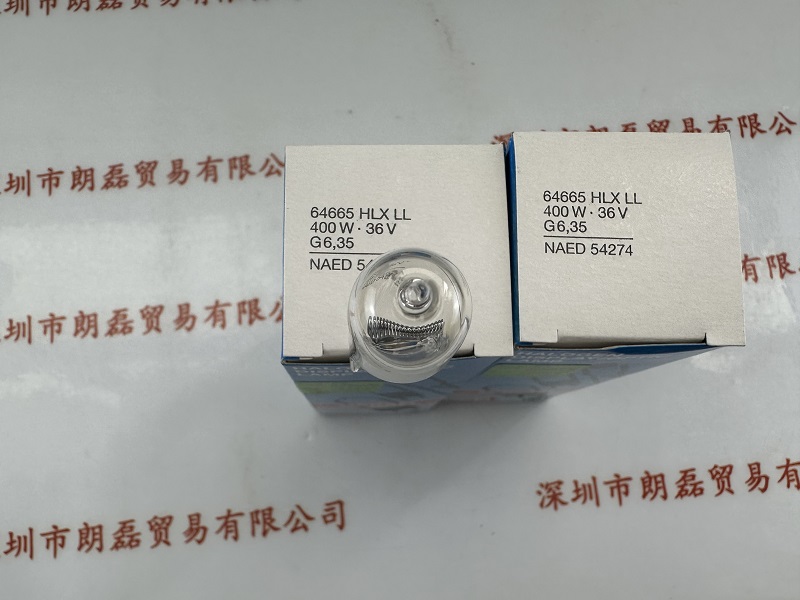 深圳市朗磊贸易有限公
圳市朗磊贸易有限公
圳市朗磊贸易有限公
64665 HLX LL
400 W · 36 V
G6,35
NAED 54
64665 HLX LL
400 W · 36 V
G6,35
NAED 54274
有限
圳市朗磊贸易有限公司
深圳市朗磊贸易有